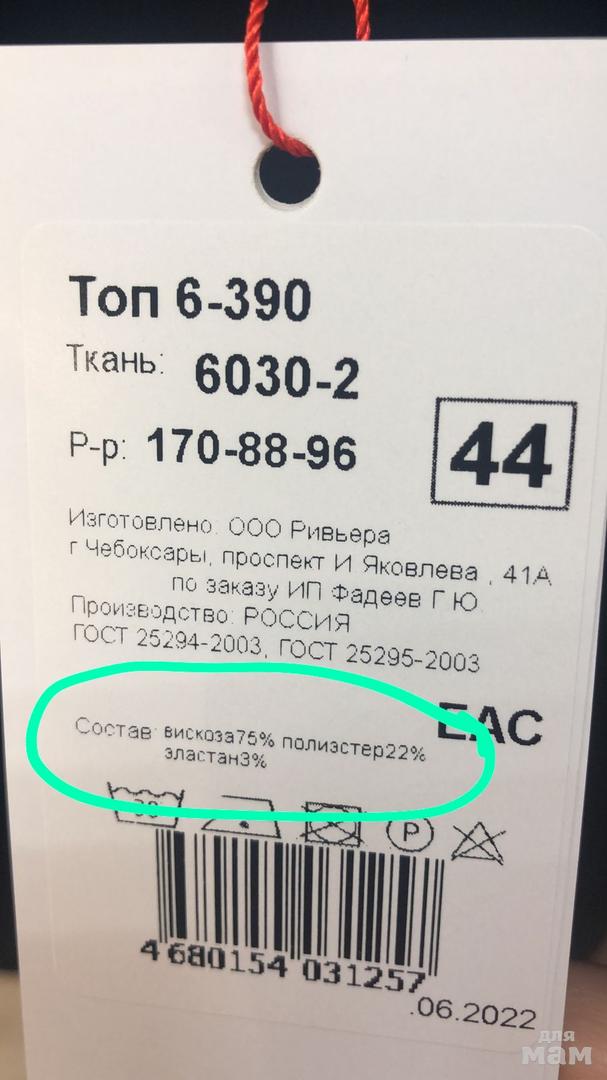 Топ 6-390
Ткань: 6030-2
Р-р: 170-88-96
44
Изготовлено: ООО Ривьера
г Чебоксары, проспект И Яковлева , 41А
по заказу ИП Фадеев Г Ю
Производство: РОССИЯ
ГОСТ 25294-2003, ГОСТ 25295-2003
Состав: вискоза75% полиэстер22%
эластан3%
ЕАС
30
P
4 680154 031257
.06.2022
для
мам